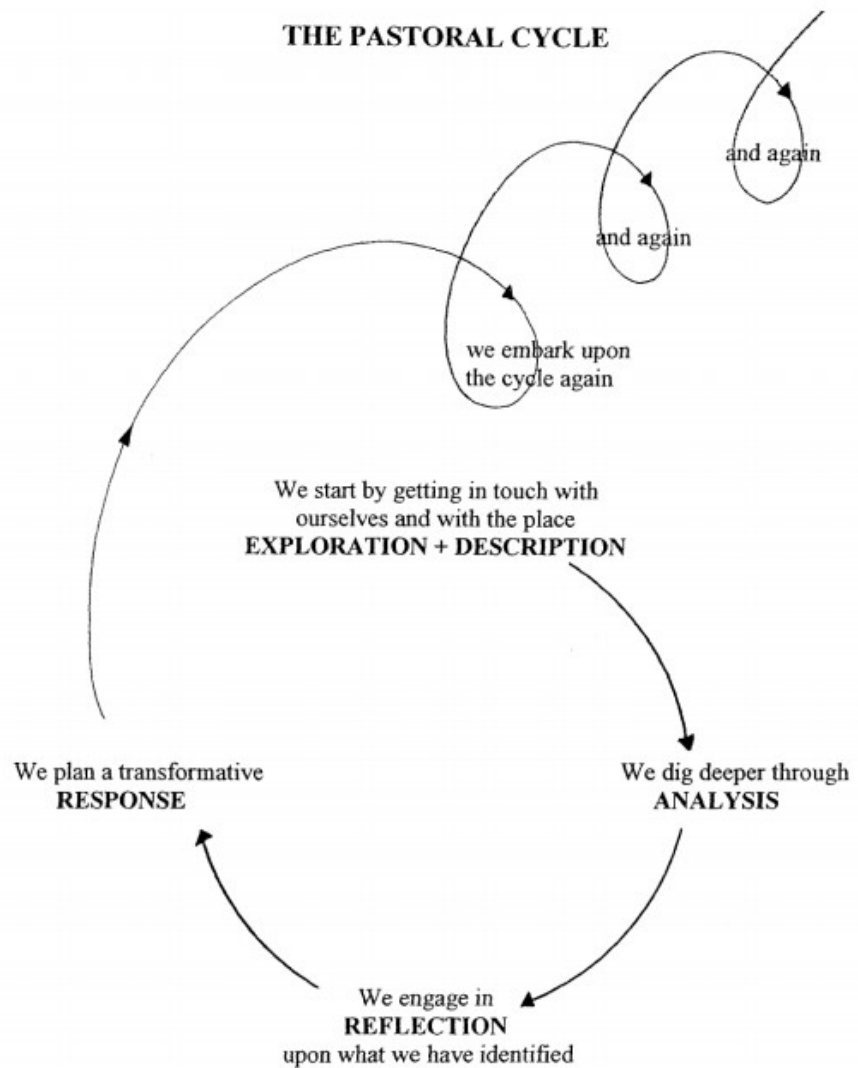 THE PASTORAL CYCLE
and again
and again
we embark upon
the cycle again
We start by getting in touch with
ourselves and with the place
EXPLORATION + DESCRIPTION
We dig deeper through
ANALYSIS
We plan a transformative
RESPONSE
We engage in
REFLECTION
upon what we have identified